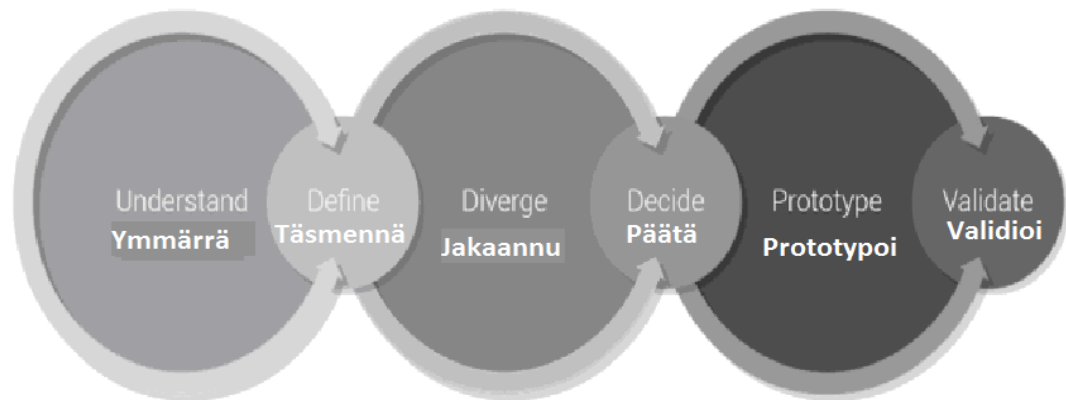 Understand
Ymmärrä
Define
Täsmennä
Diverge
Jakaannu
Decide
Päätä
Prototype
Prototypoi
Validate
Validioi